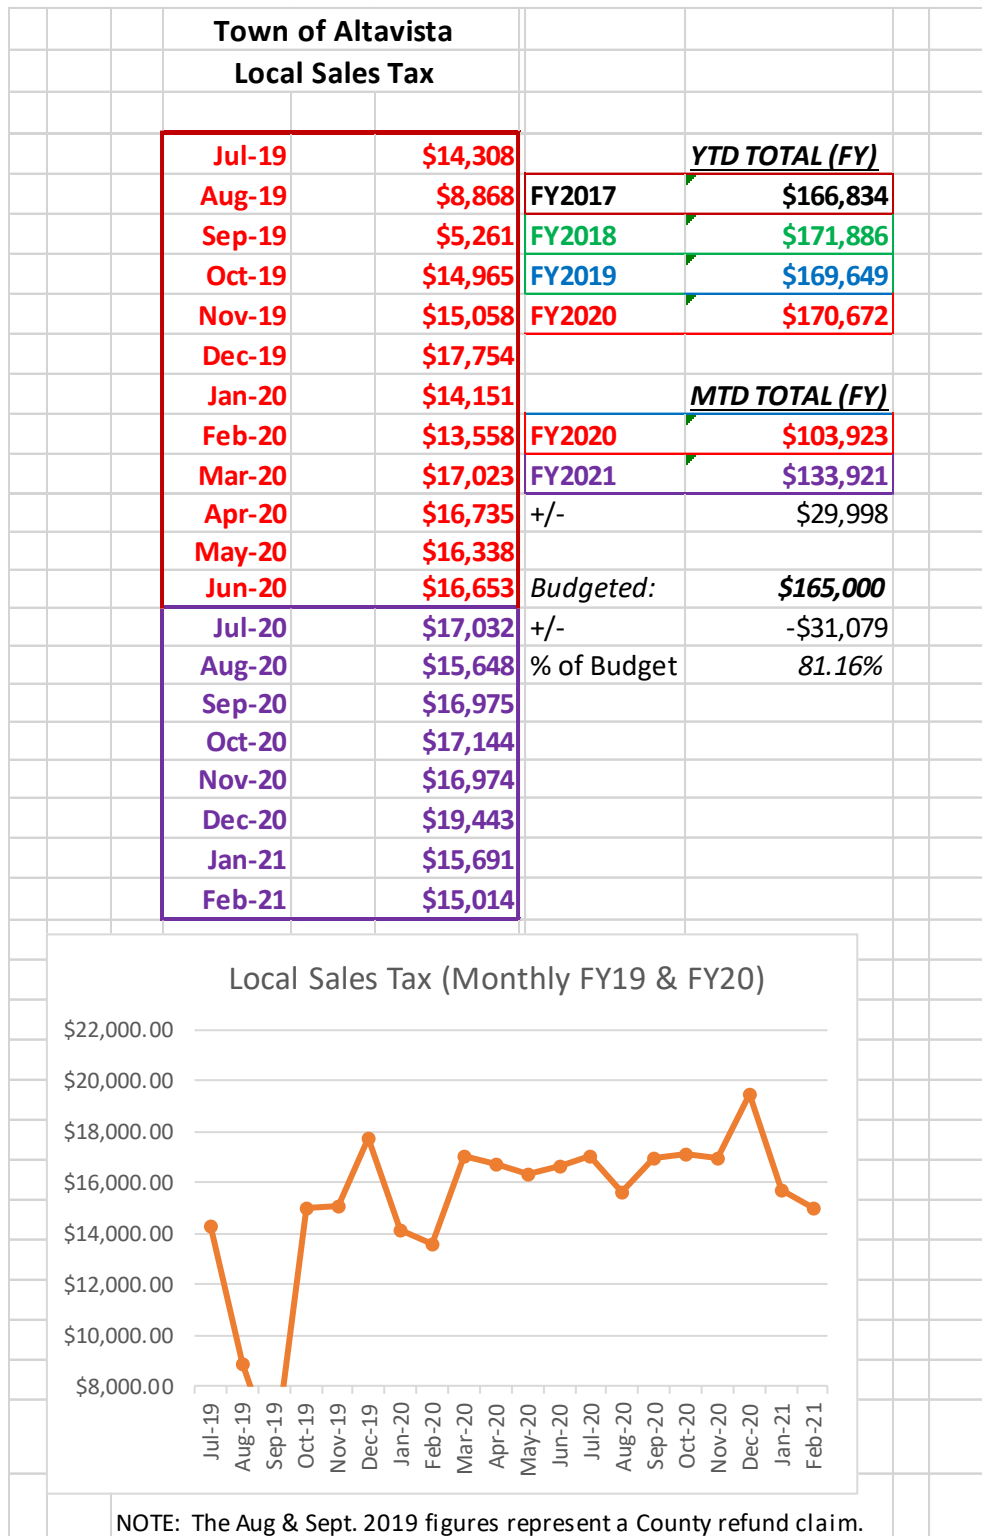 Town of Altavista
Local Sales Tax
Jul-19 $14,308 YTD TOTAL (FY)
Aug-19 $8,868 FY2017 $166,834
Sep-19 $5,261 FY2018 $171,886
Oct-19 $14,965 FY2019 $169,649
Nov-19 $15,058 FY2020 $170,672
Dec-19 $17,754
Jan-20 $14,151 MTD TOTAL (FY)
Feb-20 $13,558 FY2020 $103,923
Mar-20 $17,023 FY2021 $133,921
Apr-20 $16,735 +/- $29,998
May-20 $16,338
Jun-20 $16,653 Budgeted: $165,000
Jul-20 $17,032 +/- -$31,079
Aug-20 $15,648 % of Budget 81.16%
Sep-20 $16,975
Oct-20 $17,144
Nov-20 $16,974
Dec-20 $19,443
Jan-21 $15,691
Feb-21 $15,014
Local Sales Tax (Monthly FY19 & FY20)
$22,000.00
$20,000.00
$18,000.00
$16,000.00
$14,000.00
$12,000.00
$10,000.00
$8,000.00
Jul-19 Aug-19 Sep-19 Oct-19 Nov-19 Dec-19 Jan-20 Feb-20 Mar-20 Apr-20 May-20 Jun-20 Jul-20 Aug-20 Sep-20 Oct-20 Nov-20 Dec-20 Jan-21 Feb-21
NOTE: The Aug & Sept. 2019 figures represent a County refund claim.